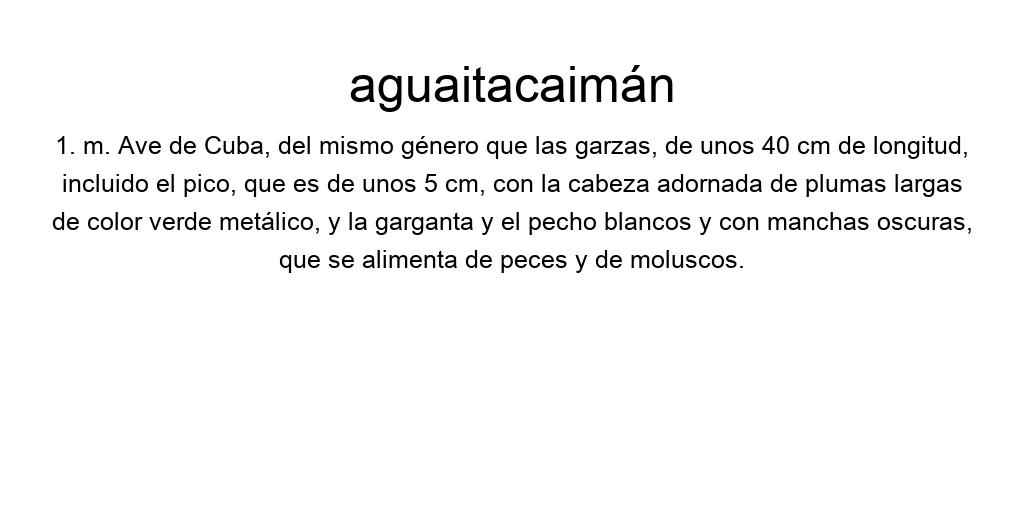 aguaitacaimán
1. m. Ave de Cuba, del mismo género que las garzas, de unos 40 cm de longitud,
incluido el pico, que es de unos 5 cm, con la cabeza adornada de plumas largas
de color verde metálico, y la garganta y el pecho blancos y con manchas oscuras,
que se alimenta de peces y de moluscos.